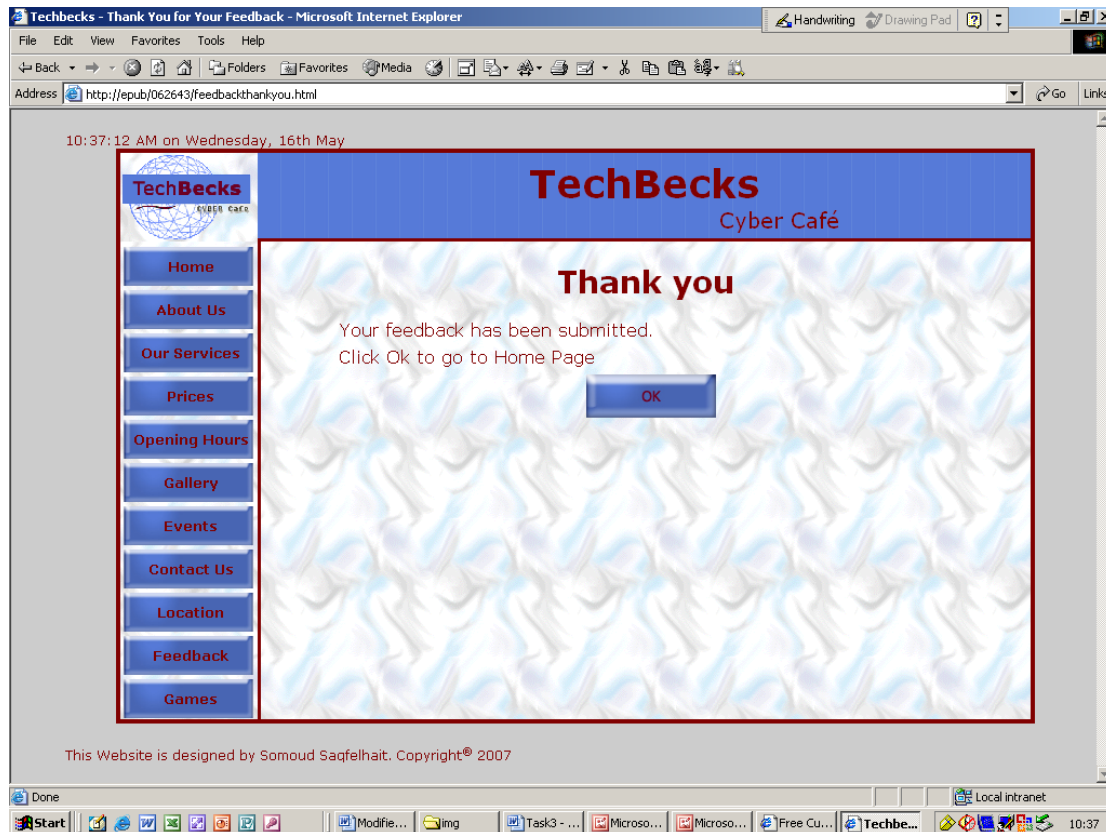 Techbecks - Thank You for Your Feedback - Microsoft Internet Explorer
Handwriting Drawing Pad
File Edit View Favorites Tools Help
Back Folders Favorites Media
Address http://epub/062643/feedbackthankyou.html Go Links
10:37:12 AM on Wednesday, 16th May
TechBecks
CYBER Cafe
TechBecks
Cyber Café
Home
About Us
Our Services
Prices
Opening Hours
Gallery
Events
Contact Us
Location
Feedback
Games
Thank you
Your feedback has been submitted.
Click Ok to go to Home Page
OK
This Website is designed by Somoud Saqfelhait. Copyright® 2007
Done Local intranet
Start Modifie... img Task3 - ... Microso... Microso... Free Cu... Techbe... 10:37